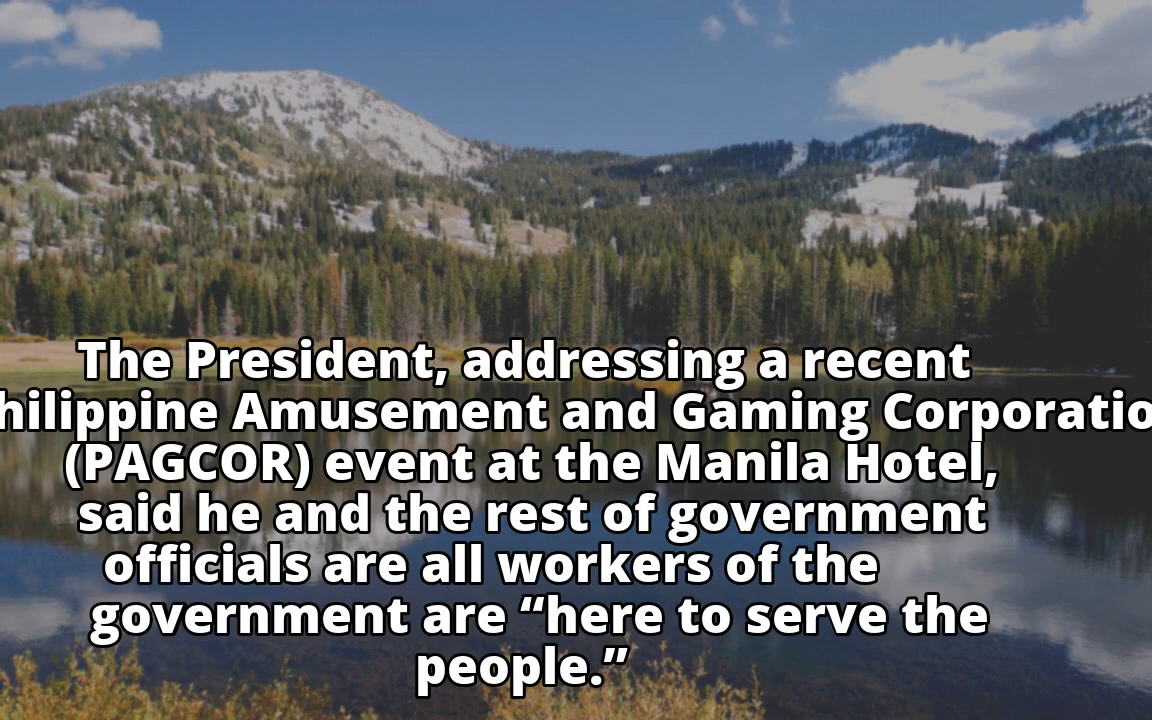 The President, addressing a recent
hilippine Amusement and Gaming Corporatio
(PAGCOR) event at the Manila Hotel,
said he and the rest of government
officials are all workers of the
government are “here to serve the
people.”